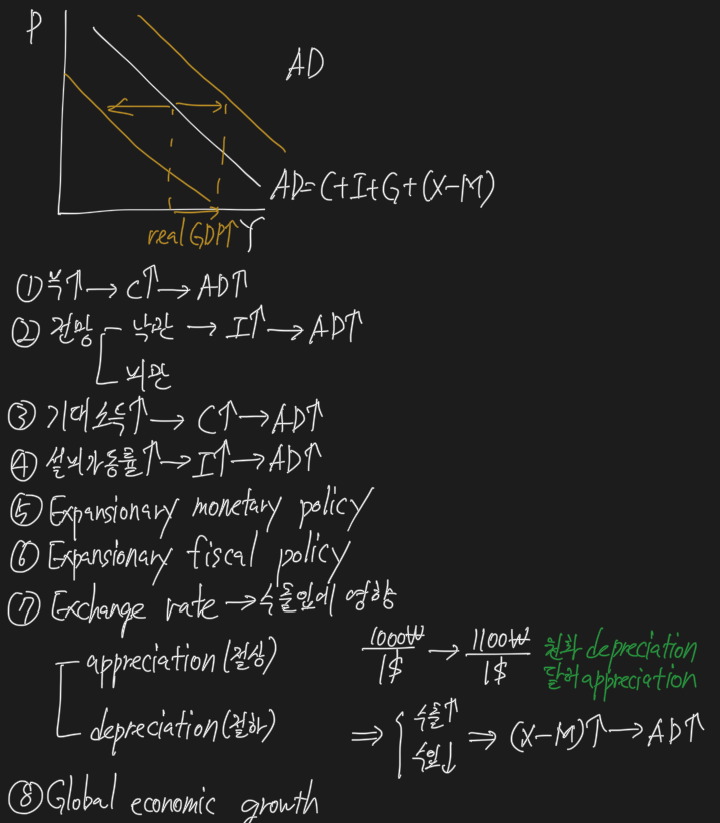 P
AD
AD=C+I+G+(X-M)
real GDP↑ Y
① 부↑→C↑→AD↑
② 전망 낙관→I↑→AD↑
비관
③ 기대소득↑→C↑→AD↑
④ 설비가동률↑→I↑→AD↑
⑤ Expansionary monetary policy
⑥ Expansionary fiscal policy
⑦ Exchange rate→수출입에 영향
appreciation(절상) 1000₩/1$ → 1100₩/1$ 원화 depreciation
달러 appreciation
depreciation(절하) ⇒ { 수출↑ 수입↓ ⇒ (X-M)↑→AD↑
⑧ Global economic growth